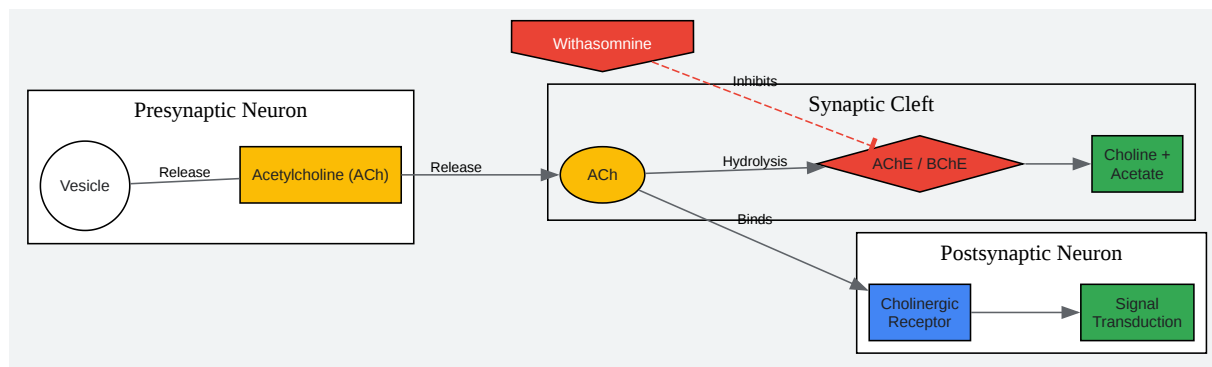 Withasomnine
Inhibits
Presynaptic Neuron
Synaptic Cleft
Vesicle
Release
Acetylcholine (ACh)
Release
ACh
Hydrolysis
AChE / BChE
Choline +
Acetate
Binds
Postsynaptic Neuron
Cholinergic
Receptor
Signal
Transduction